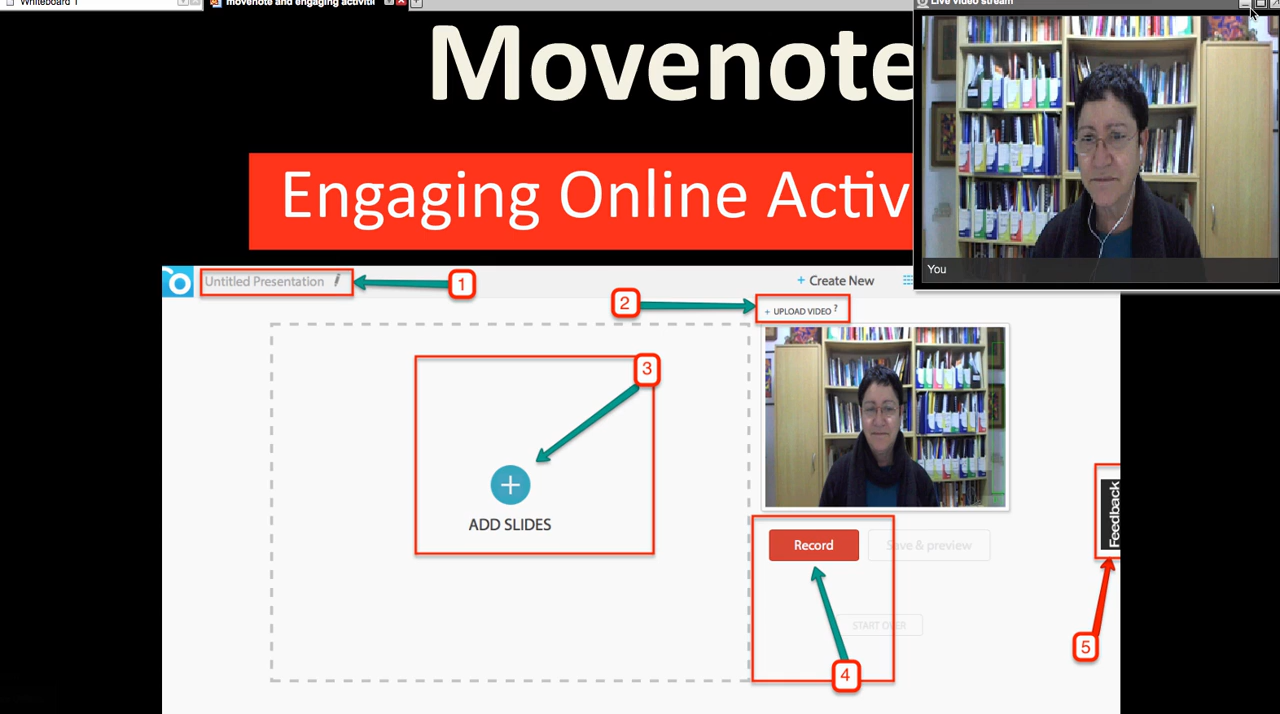 Whiteboard 1
movenote and engaging activiti
Live video stream
Movenote
Engaging Online Activ
You
Untitled Presentation
1
+ Create New
2
+ UPLOAD VIDEO ?
3
ADD SLIDES
Record
Save & preview
Feedback
START OVER
4
5